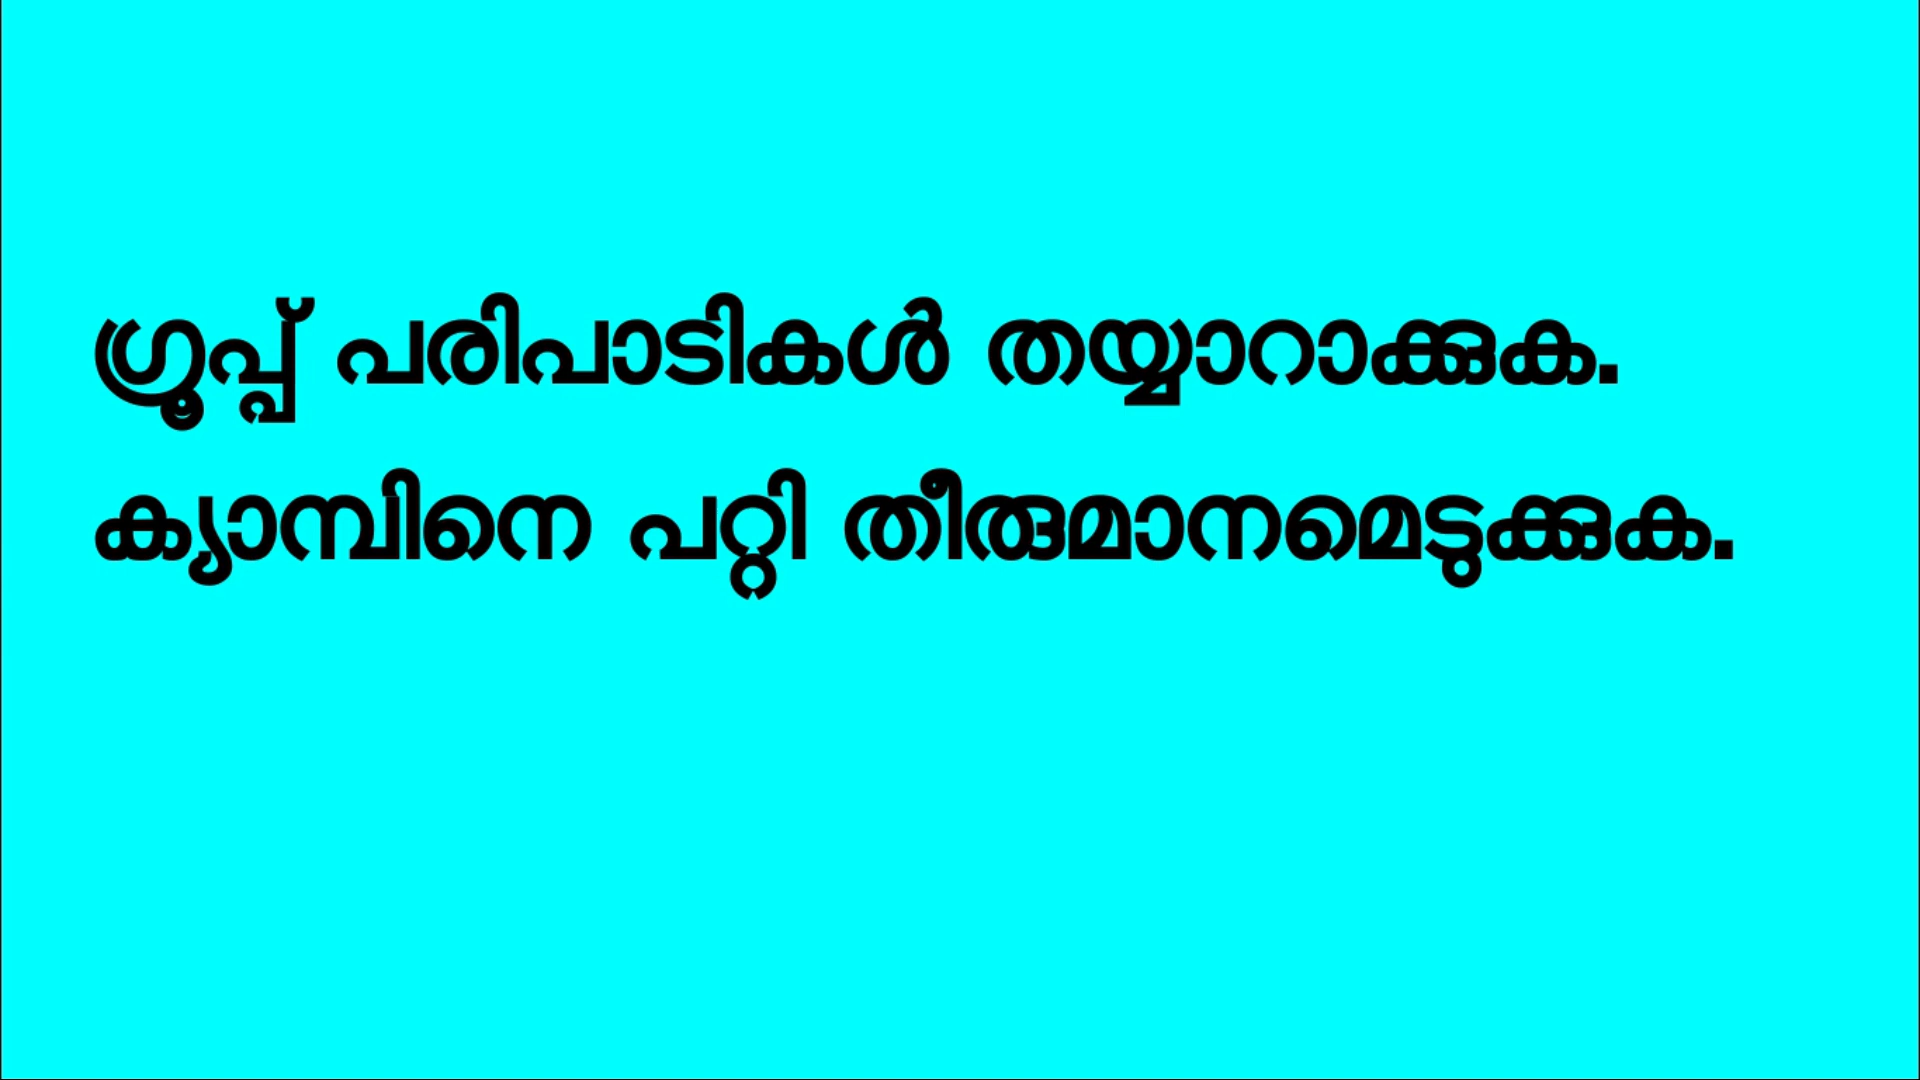 ഗ്രൂപ്പ് പരിപാടികൾ തയ്യാറാക്കുക.
ക്യാമ്പിനെ പറ്റി തീരുമാനമെടുക്കുക.